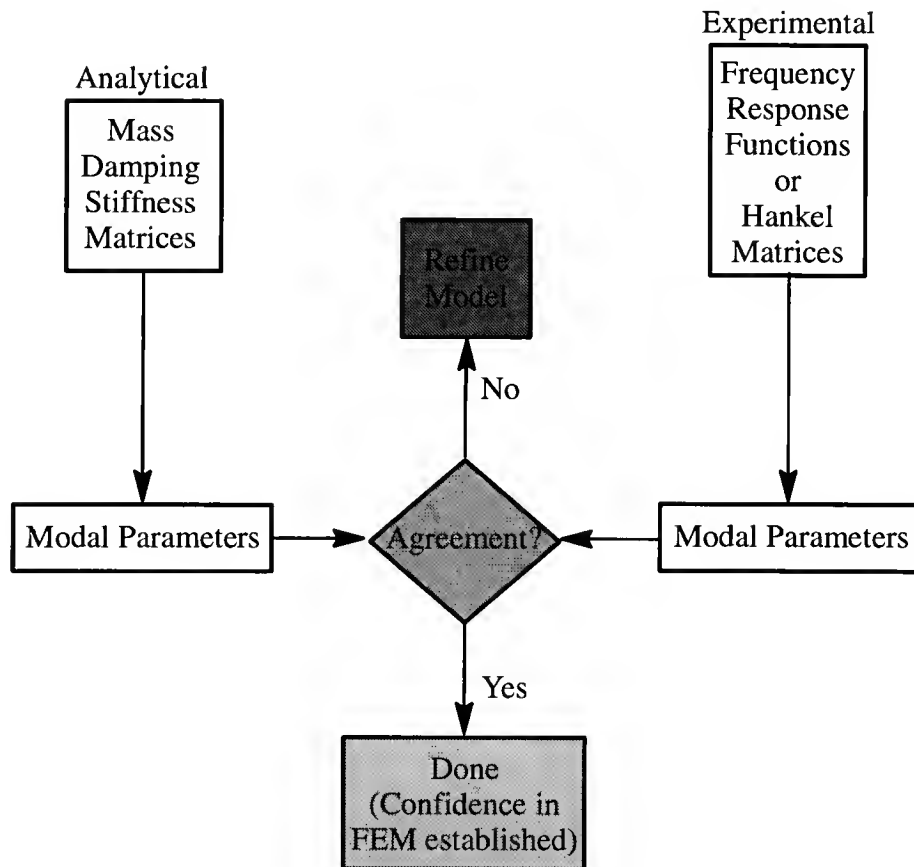 Analytical
Mass
Damping
Stiffness
Matrices
Experimental
Frequency
Response
Functions
or
Hankel
Matrices
Refine
Model
No
Modal Parameters
Agreement?
Modal Parameters
Yes
Done
(Confidence in
FEM established)